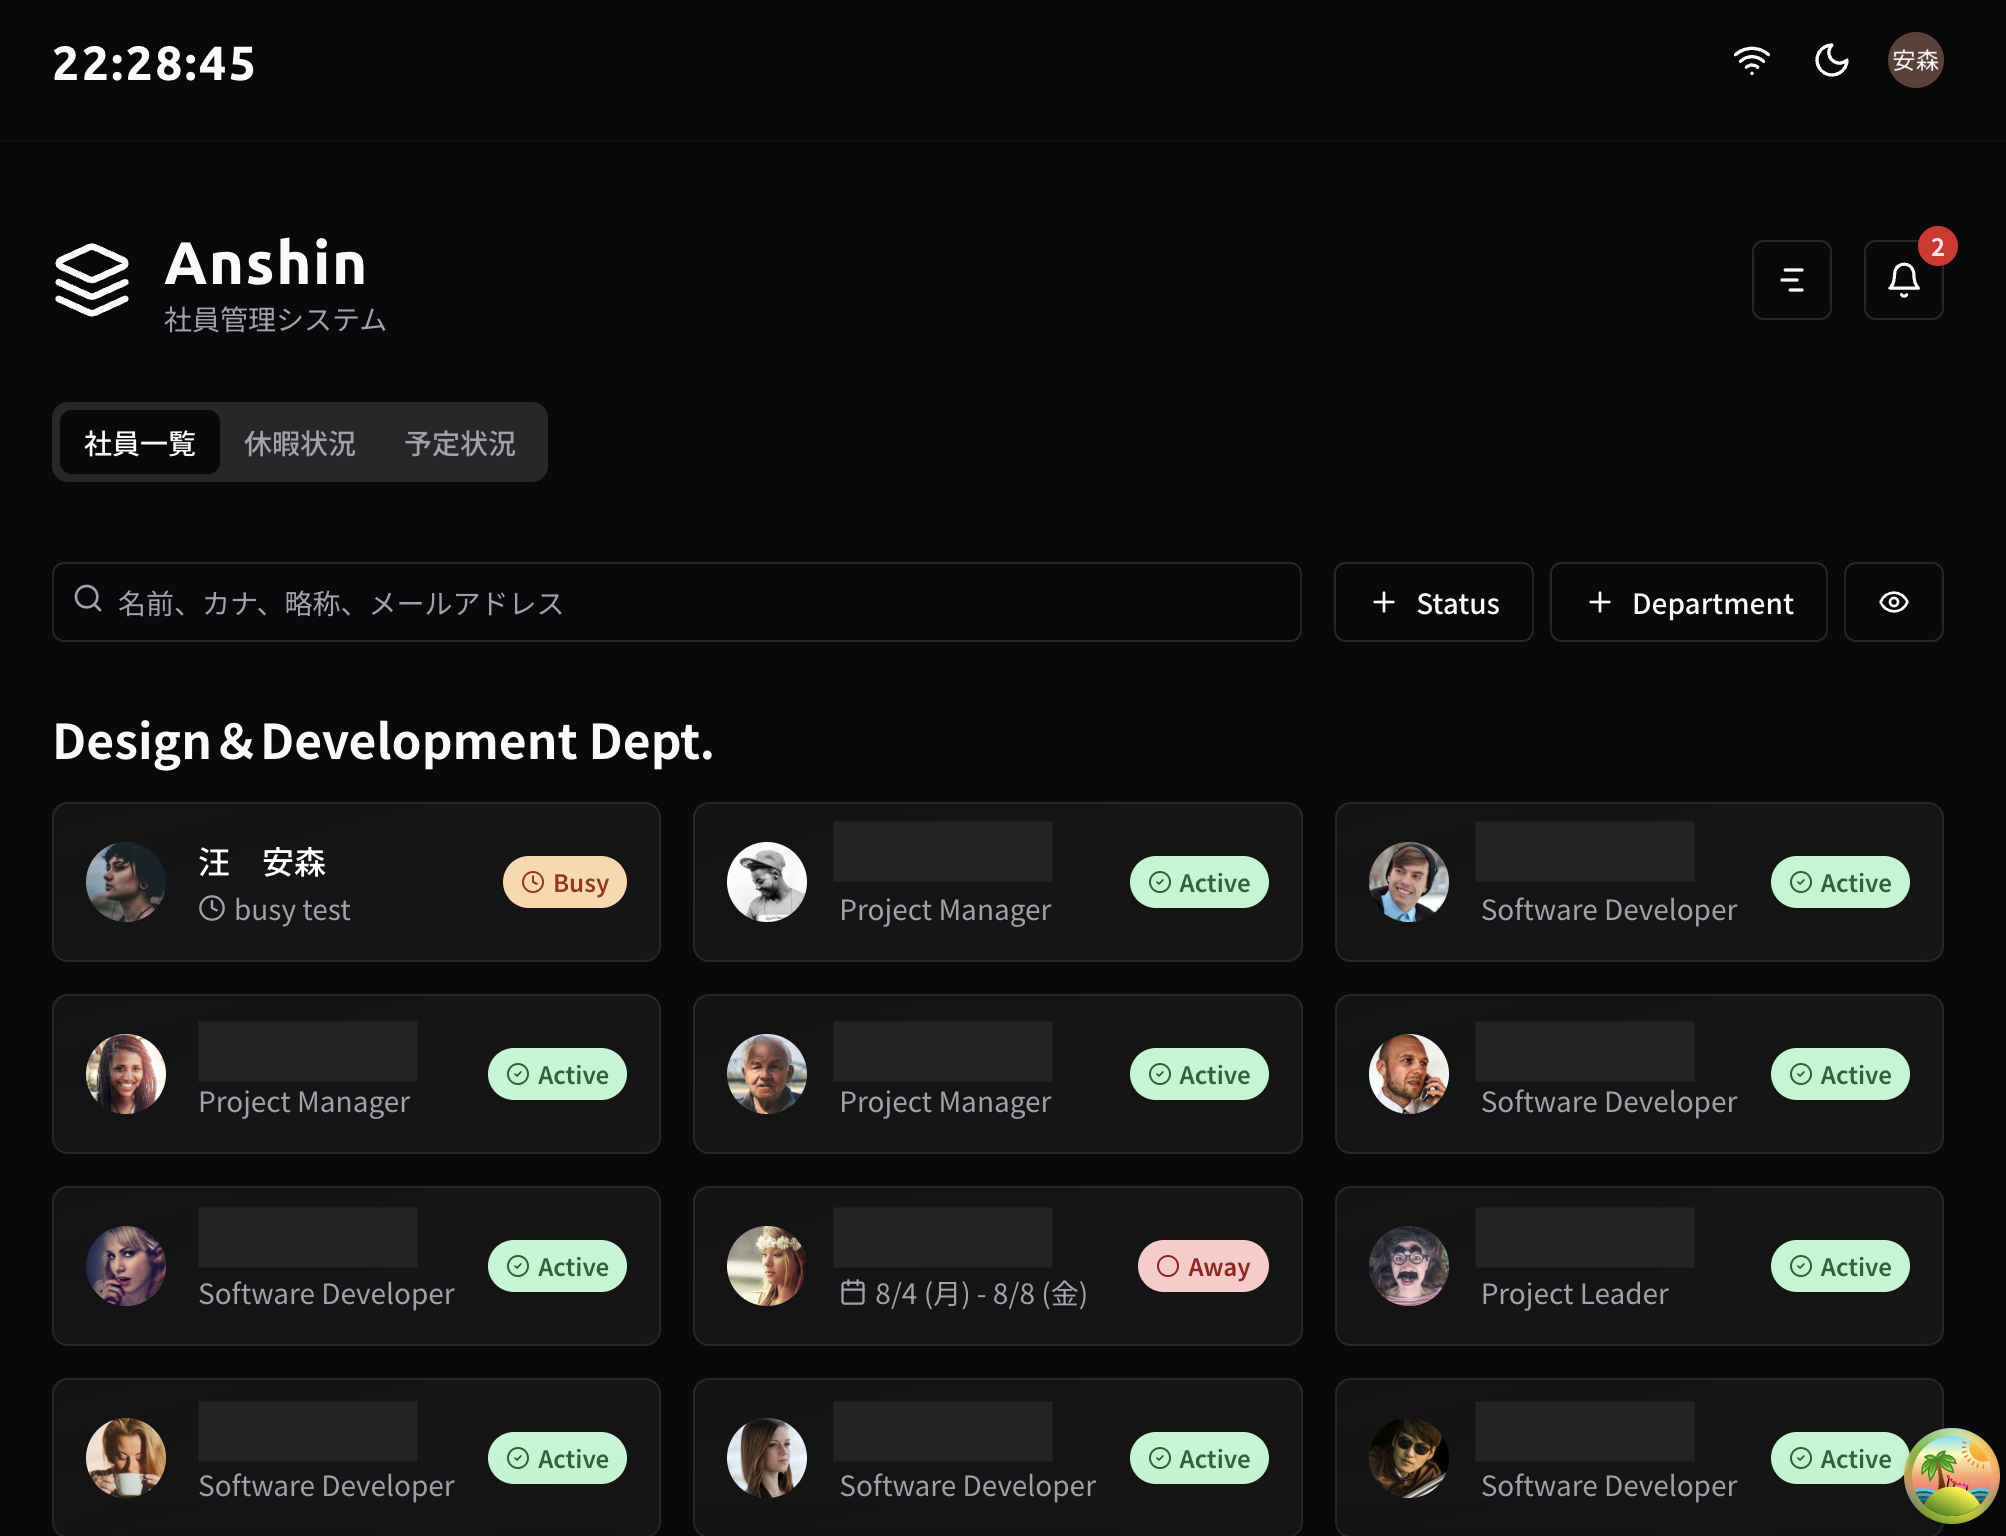 22:28:45
安森
Anshin
社員管理システム
2
社員一覧 休暇状況 予定状況
名前、カナ、略称、メールアドレス
Status
Department
Design & Development Dept.
汪 安森
busy test
Busy
Project Manager
Active
Software Developer
Active
Project Manager
Active
Project Manager
Active
Software Developer
Active
Software Developer
Active
8/4 (月) - 8/8 (金)
Away
Project Leader
Active
Software Developer
Active
Software Developer
Active
Software Developer
Active